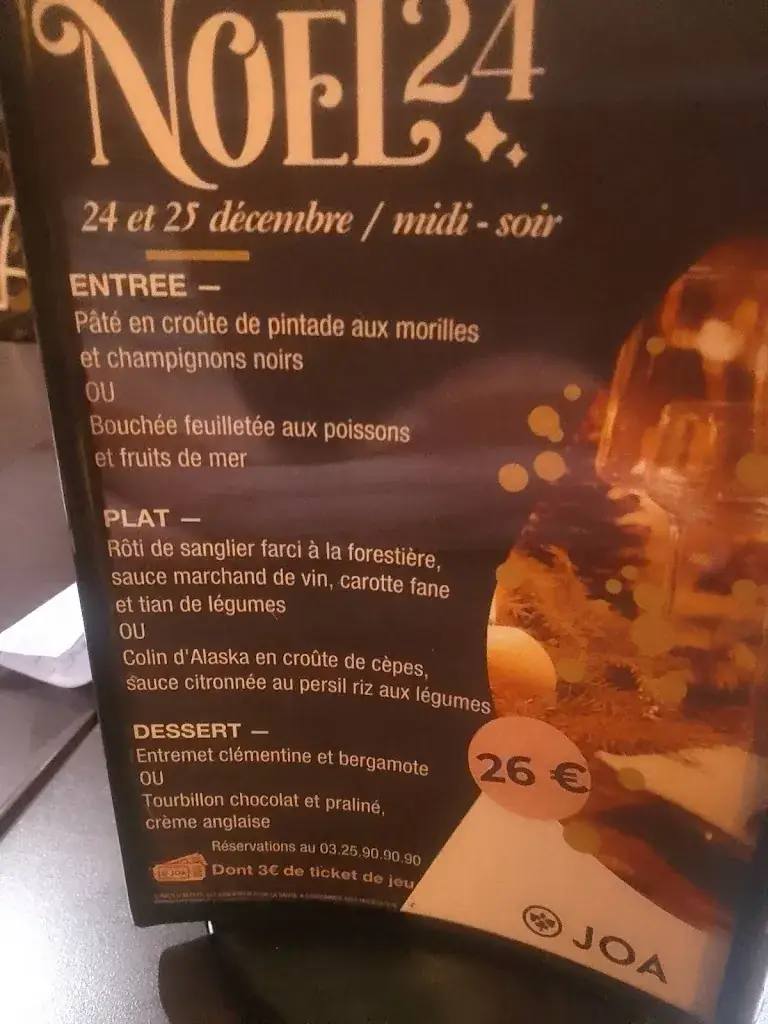 NOEL 24
24 et 25 décembre / midi - soir
ENTREE —
Pâté en croûte de pintade aux morilles
et champignons noirs
OU
Bouchée feuilletée aux poissons
et fruits de mer
PLAT —
Rôti de sanglier farci à la forestière,
sauce marchand de vin, carotte fane
et tian de légumes
OU
Colin d'Alaska en croûte de cèpes,
sauce citronnée au persil riz aux légumes
DESSERT —
Entremet clémentine et bergamote
OU
Tourbillon chocolat et praliné,
crème anglaise
26 €
Réservations au 03.25.90.90.90
JOA
Dont 3€ de ticket de jeu
JOA